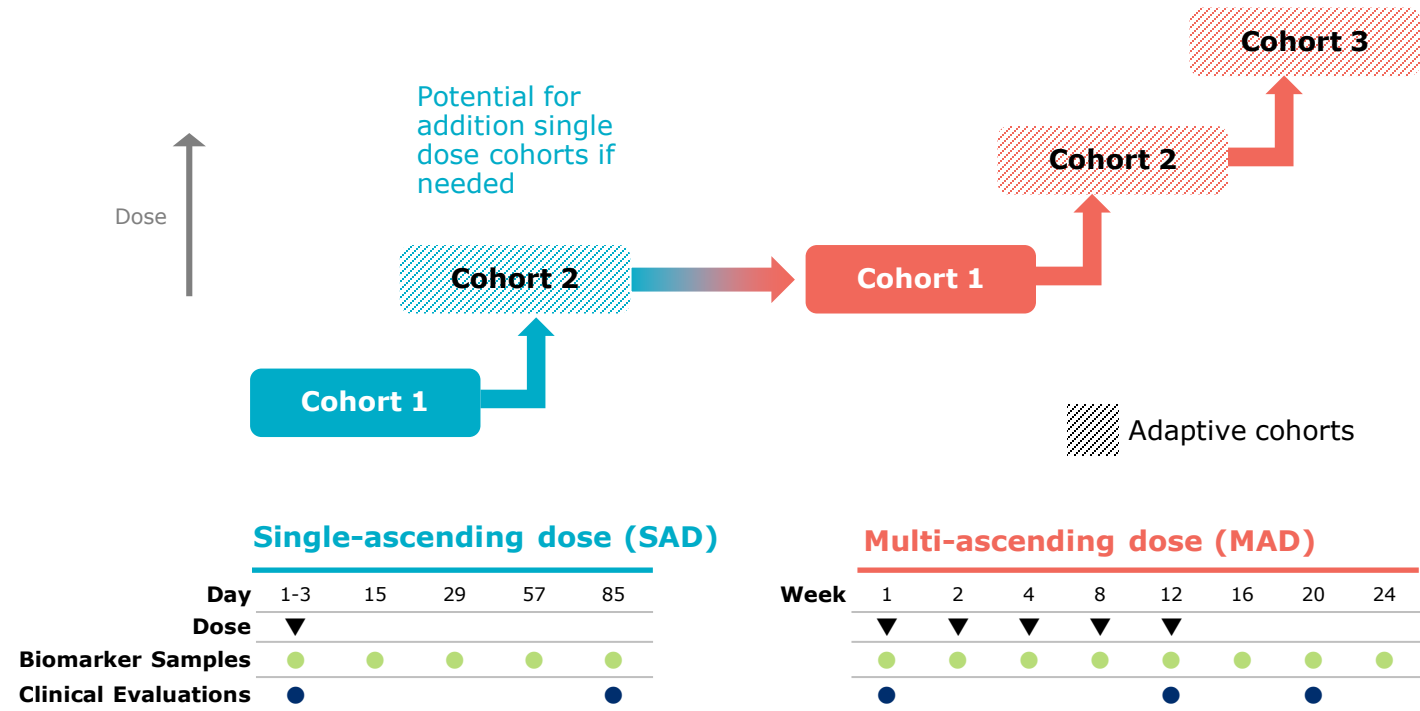 Cohort 3
Potential for
addition single
dose cohorts if
needed
Cohort 2
Dose
Cohort 2
Cohort 1
Cohort 1
Adaptive cohorts
Single-ascending dose (SAD)
Day 1-3 15 29 57 85
Dose
Biomarker Samples
Clinical Evaluations
Multi-ascending dose (MAD)
Week 1 2 4 8 12 16 20 24